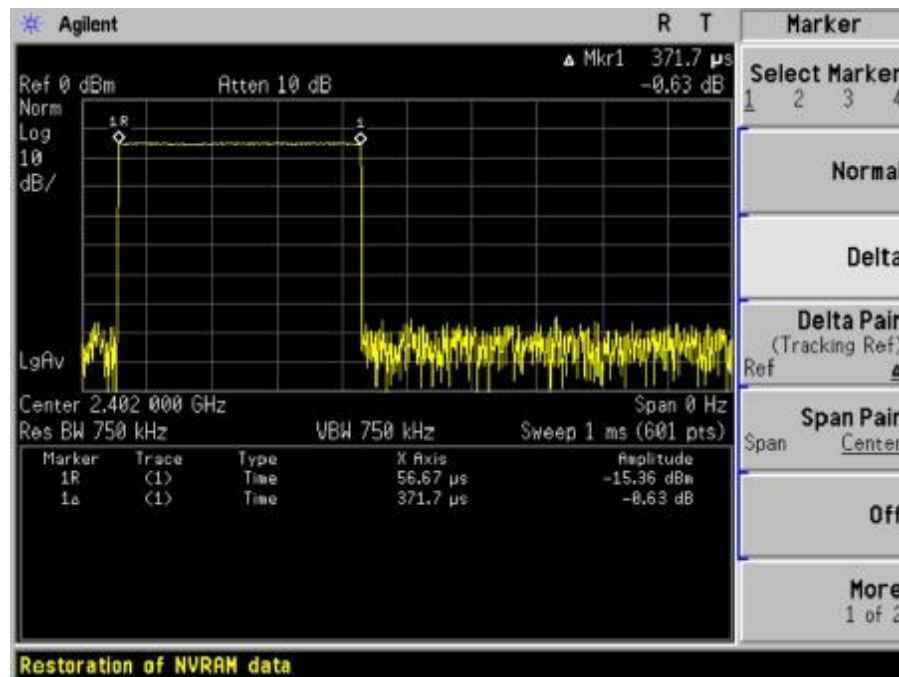 Agilent R T Marker
Δ Mkr1 371.7 µs
Ref 0 dBm Atten 10 dB -0.63 dB
Norm
Log
10
dB/
1R 1
LgAv
Center 2.402 000 GHz Span 0 Hz
Res BW 750 kHz VBW 750 kHz Sweep 1 ms (601 pts)
Marker Trace Type X Axis Amplitude
1R (1) Time 56.67 µs -15.36 dBm
1Δ (1) Time 371.7 µs -0.63 dB
Select Marker
1 2 3 4
Normal
Delta
Delta Pair
(Tracking Ref)
Ref Δ
Span Pair
Span Center
Off
More
1 of 2
Restoration of NVRAM data